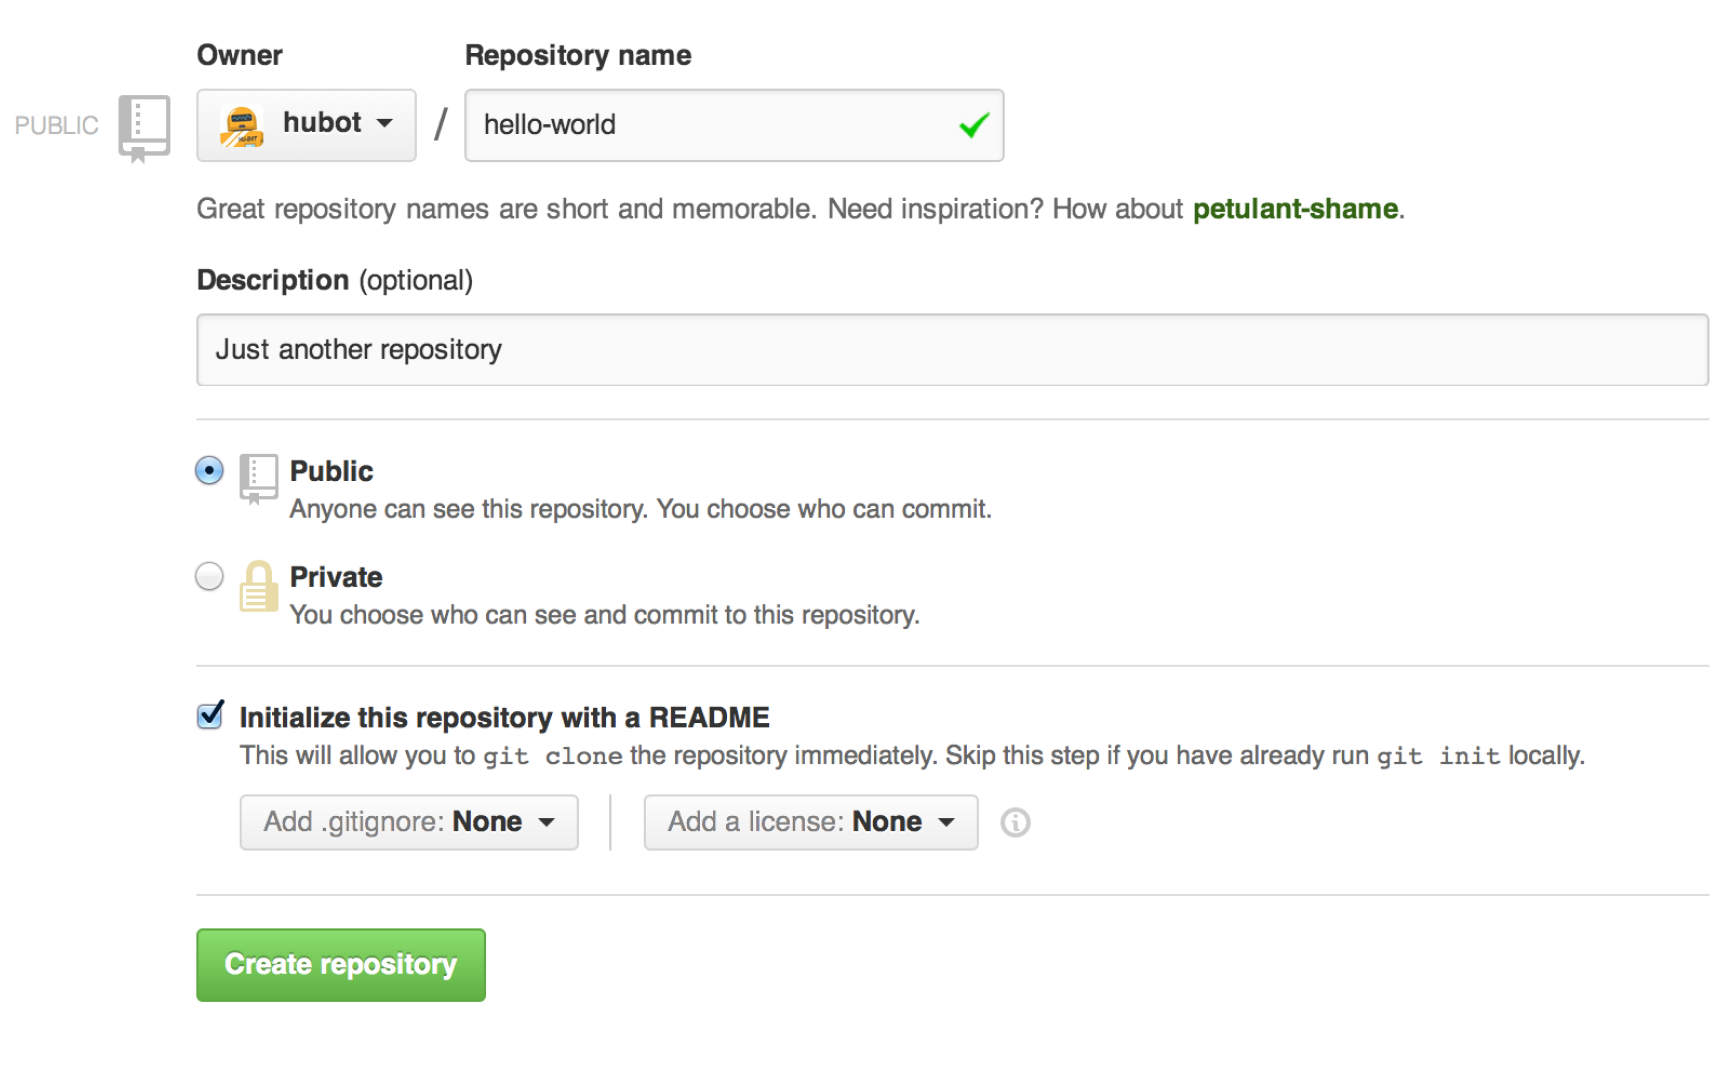 Owner Repository name
PUBLIC hubot / hello-world
Great repository names are short and memorable. Need inspiration? How about petulant-shame.
Description (optional)
Just another repository
Public
Anyone can see this repository. You choose who can commit.
Private
You choose who can see and commit to this repository.
Initialize this repository with a README
This will allow you to git clone the repository immediately. Skip this step if you have already run git init locally.
Add .gitignore: None Add a license: None
Create repository